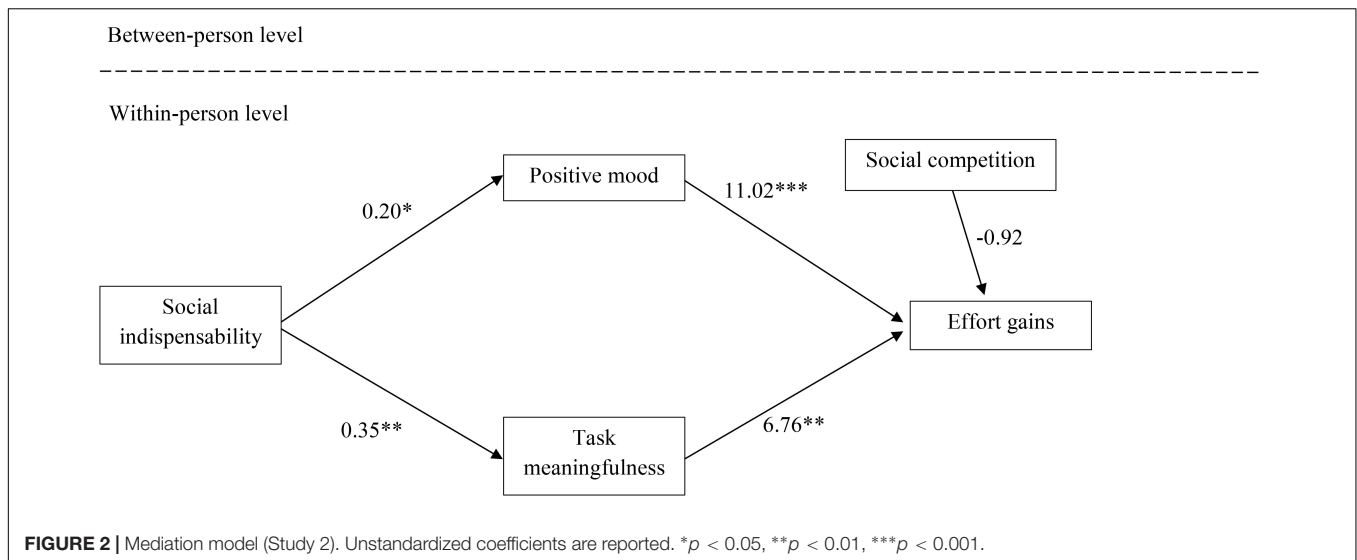 Between-person level
Within-person level
Social competition
Positive mood
11.02***
0.20*
-0.92
Social
indispensability
Effort gains
0.35**
6.76**
Task
meaningfulness
FIGURE 2 | Mediation model (Study 2). Unstandardized coefficients are reported. *p < 0.05, **p < 0.01, ***p < 0.001.